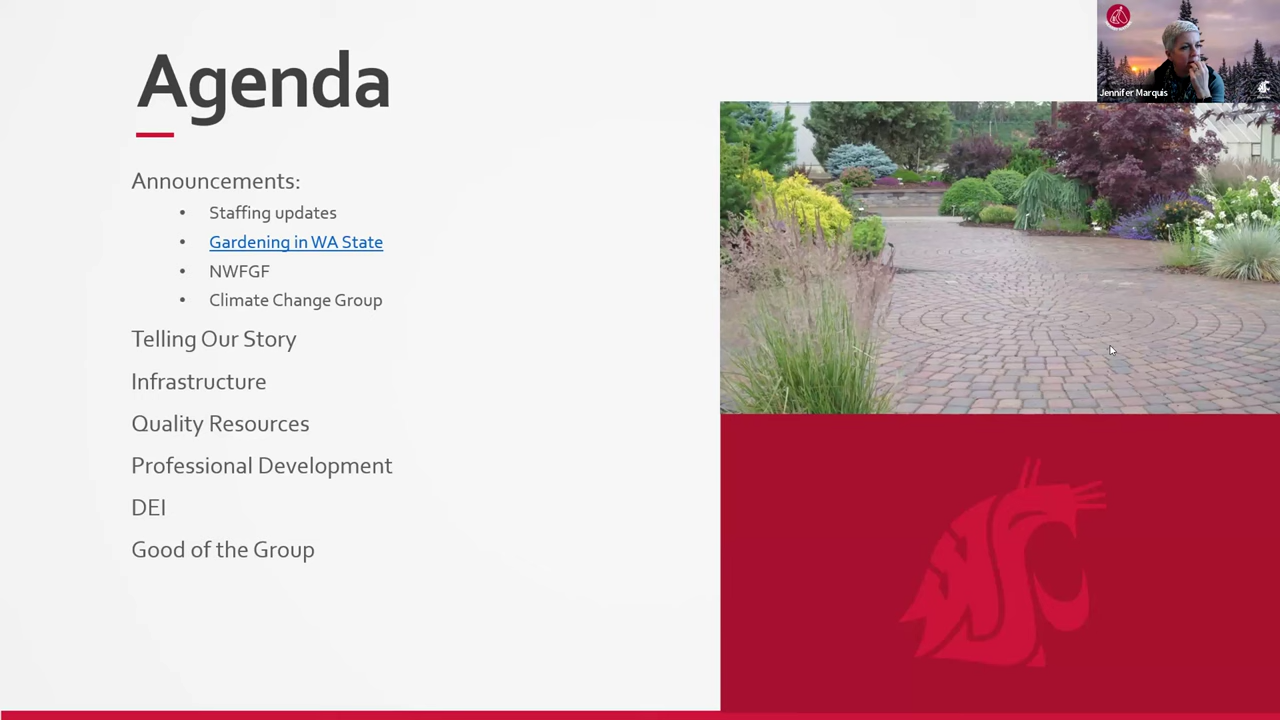 Agenda
Jennifer Marquis
Announcements:
• Staffing updates
• Gardening in WA State
• NWFGF
• Climate Change Group
Telling Our Story
Infrastructure
Quality Resources
Professional Development
DEI
Good of the Group